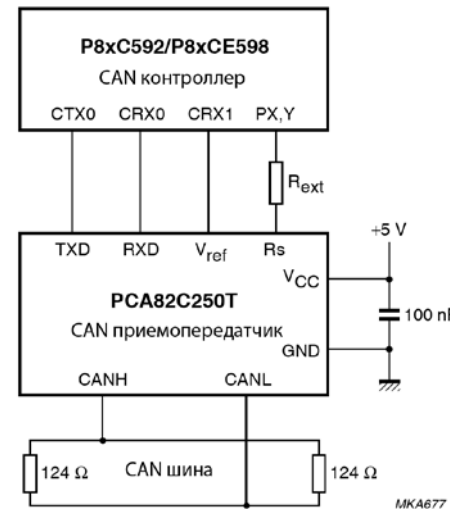 P8xC592/P8xCE598
CAN контроллер
CTX0 CRX0 CRX1 PX,Y
Rext
+5 V
TXD RXD Vref Rs
VCC
PCA82C250T
CAN приемопередатчик
100 nF
GND
CANH CANL
124 Ω CAN шина 124 Ω
MKA677